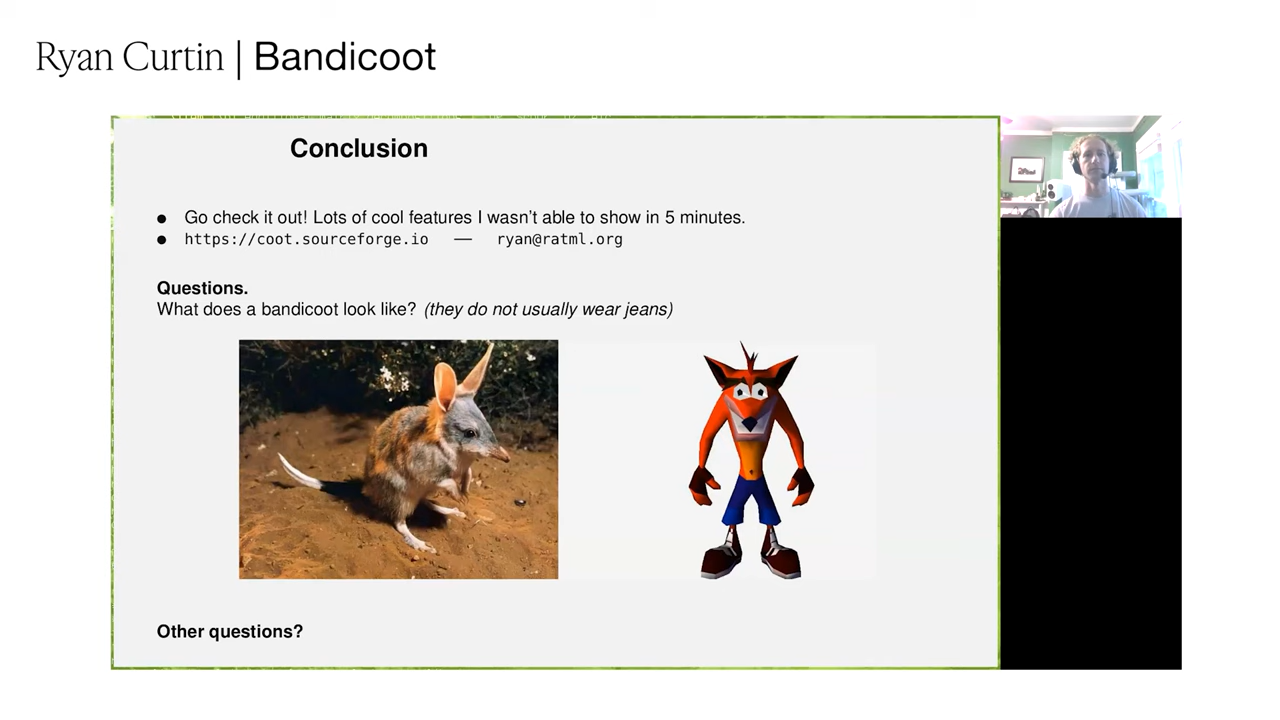 Ryan Curtin | Bandicoot
Conclusion
● Go check it out! Lots of cool features I wasn't able to show in 5 minutes.
● https://coot.sourceforge.io — ryan@ratml.org
Questions.
What does a bandicoot look like? (they do not usually wear jeans)
Other questions?